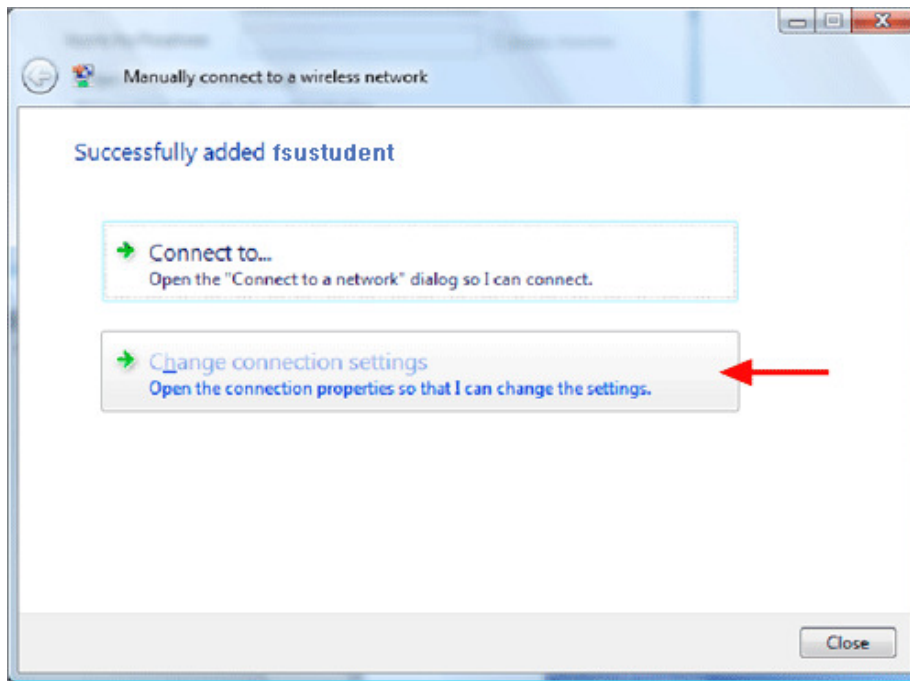 Manually connect to a wireless network
Successfully added fsustudent
Connect to...
Open the "Connect to a network" dialog so I can connect.
Change connection settings
Open the connection properties so that I can change the settings.
Close